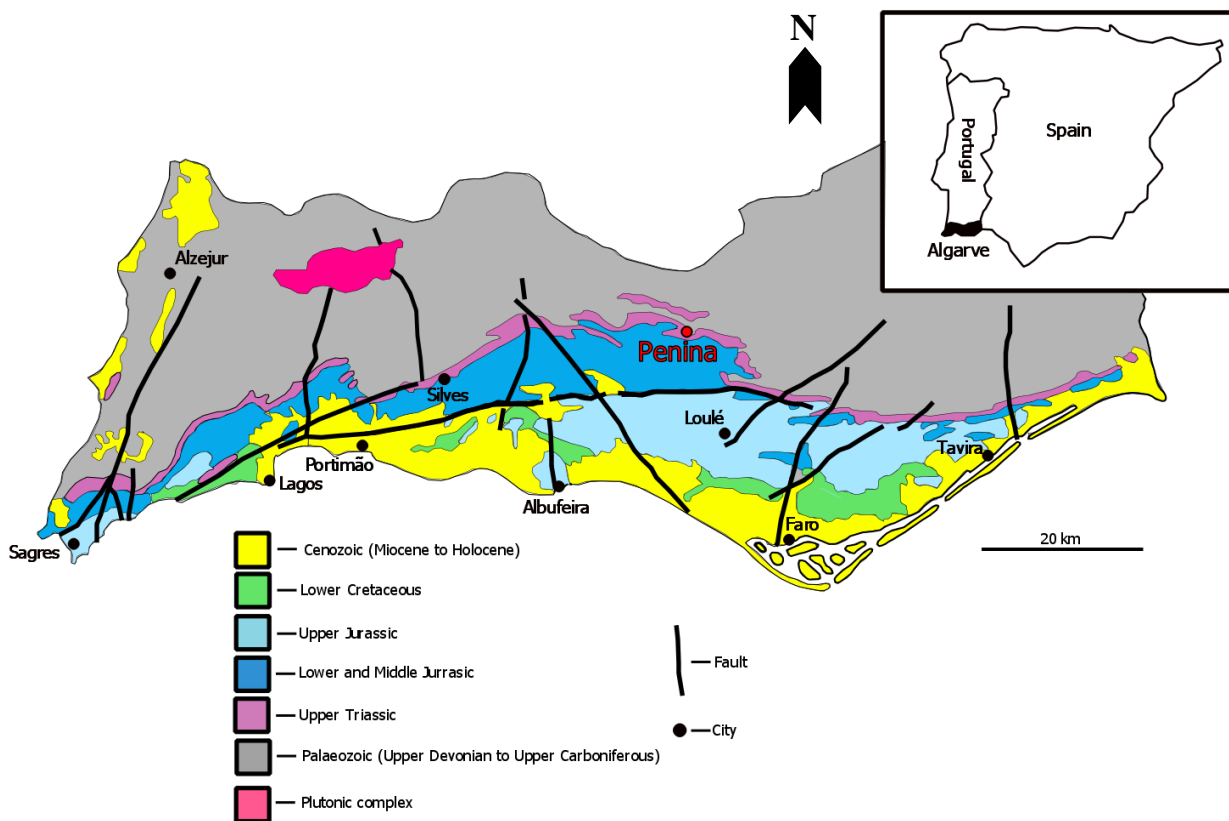 N
Portugal
Spain
Algarve
Alzejur
Penina
Silves
Loulé
Tavira
Portimão
Lagos
Albufeira
Faro
Sagres
20 km
Cenozoic (Miocene to Holocene)
Lower Cretaceous
Upper Jurassic
Lower and Middle Jurrasic
Upper Triassic
Palaeozoic (Upper Devonian to Upper Carboniferous)
Plutonic complex
Fault
City